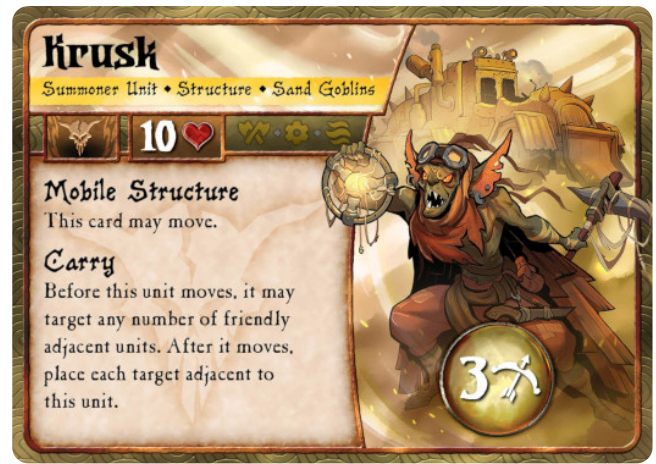 Krusk
Summoner Unit • Structure • Sand Goblins
10
Mobile Structure
This card may move.
Carry
Before this unit moves, it may
target any number of friendly
adjacent units. After it moves,
place each target adjacent to
this unit.
3